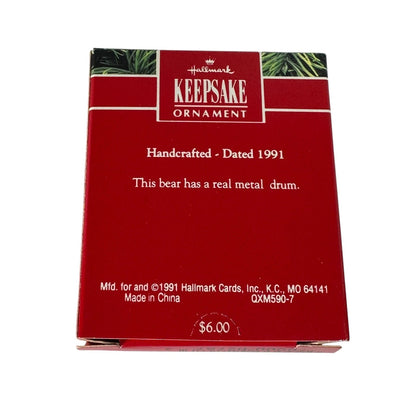 Hallmark
KEEPSAKE
ORNAMENT
Handcrafted - Dated 1991
This bear has a real metal drum.
Mfd. for and ©1991 Hallmark Cards, Inc., K.C., MO 64141
Made in China QXM590-7
$6.00